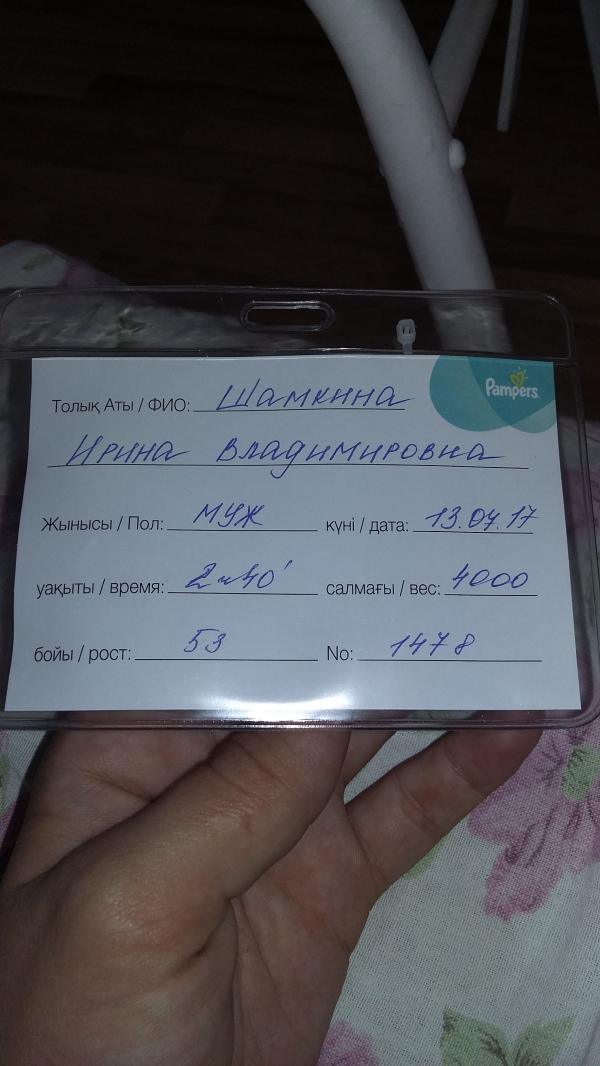 Pampers
Толық Аты / ФИО: Шамкина
Ирина Владимировна
Жынысы / Пол: муж күні / дата: 13.07.17
уақыты / время: 2ч40' салмағы / вес: 4000
бойы / рост: 53 No: 1478